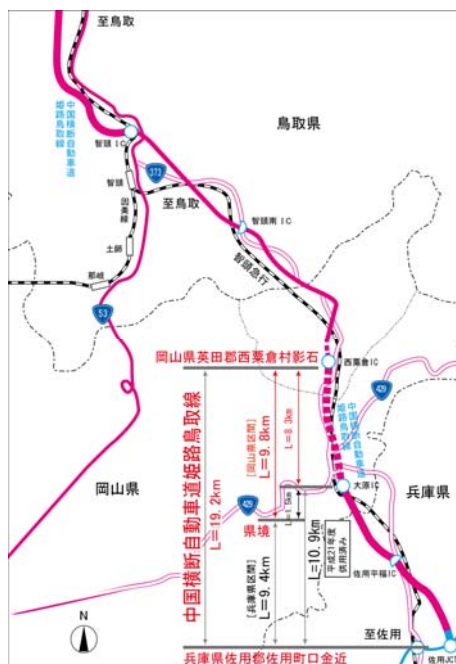 至鳥取
中国横断自動車道
姫路鳥取線
鳥取県
智頭IC
373
智頭
至鳥取
因美線
智頭南IC
土師
智頭急行
那岐
53
岡山県英田郡西粟倉村影石
西粟倉IC
429
中国横断自動車道
姫路鳥取線
中国横断自動車道姫路鳥取線
L=19.2km
[岡山県区間]
L=9.8km
L=8.3km
岡山県
兵庫県
大原IC
429
県境
L=1.5km
[兵庫県区間]
L=9.4km
L=10.9km
平成21年度
供用済み
佐用平福IC
N
至佐用
兵庫県佐用郡佐用町口金近
佐用JCT